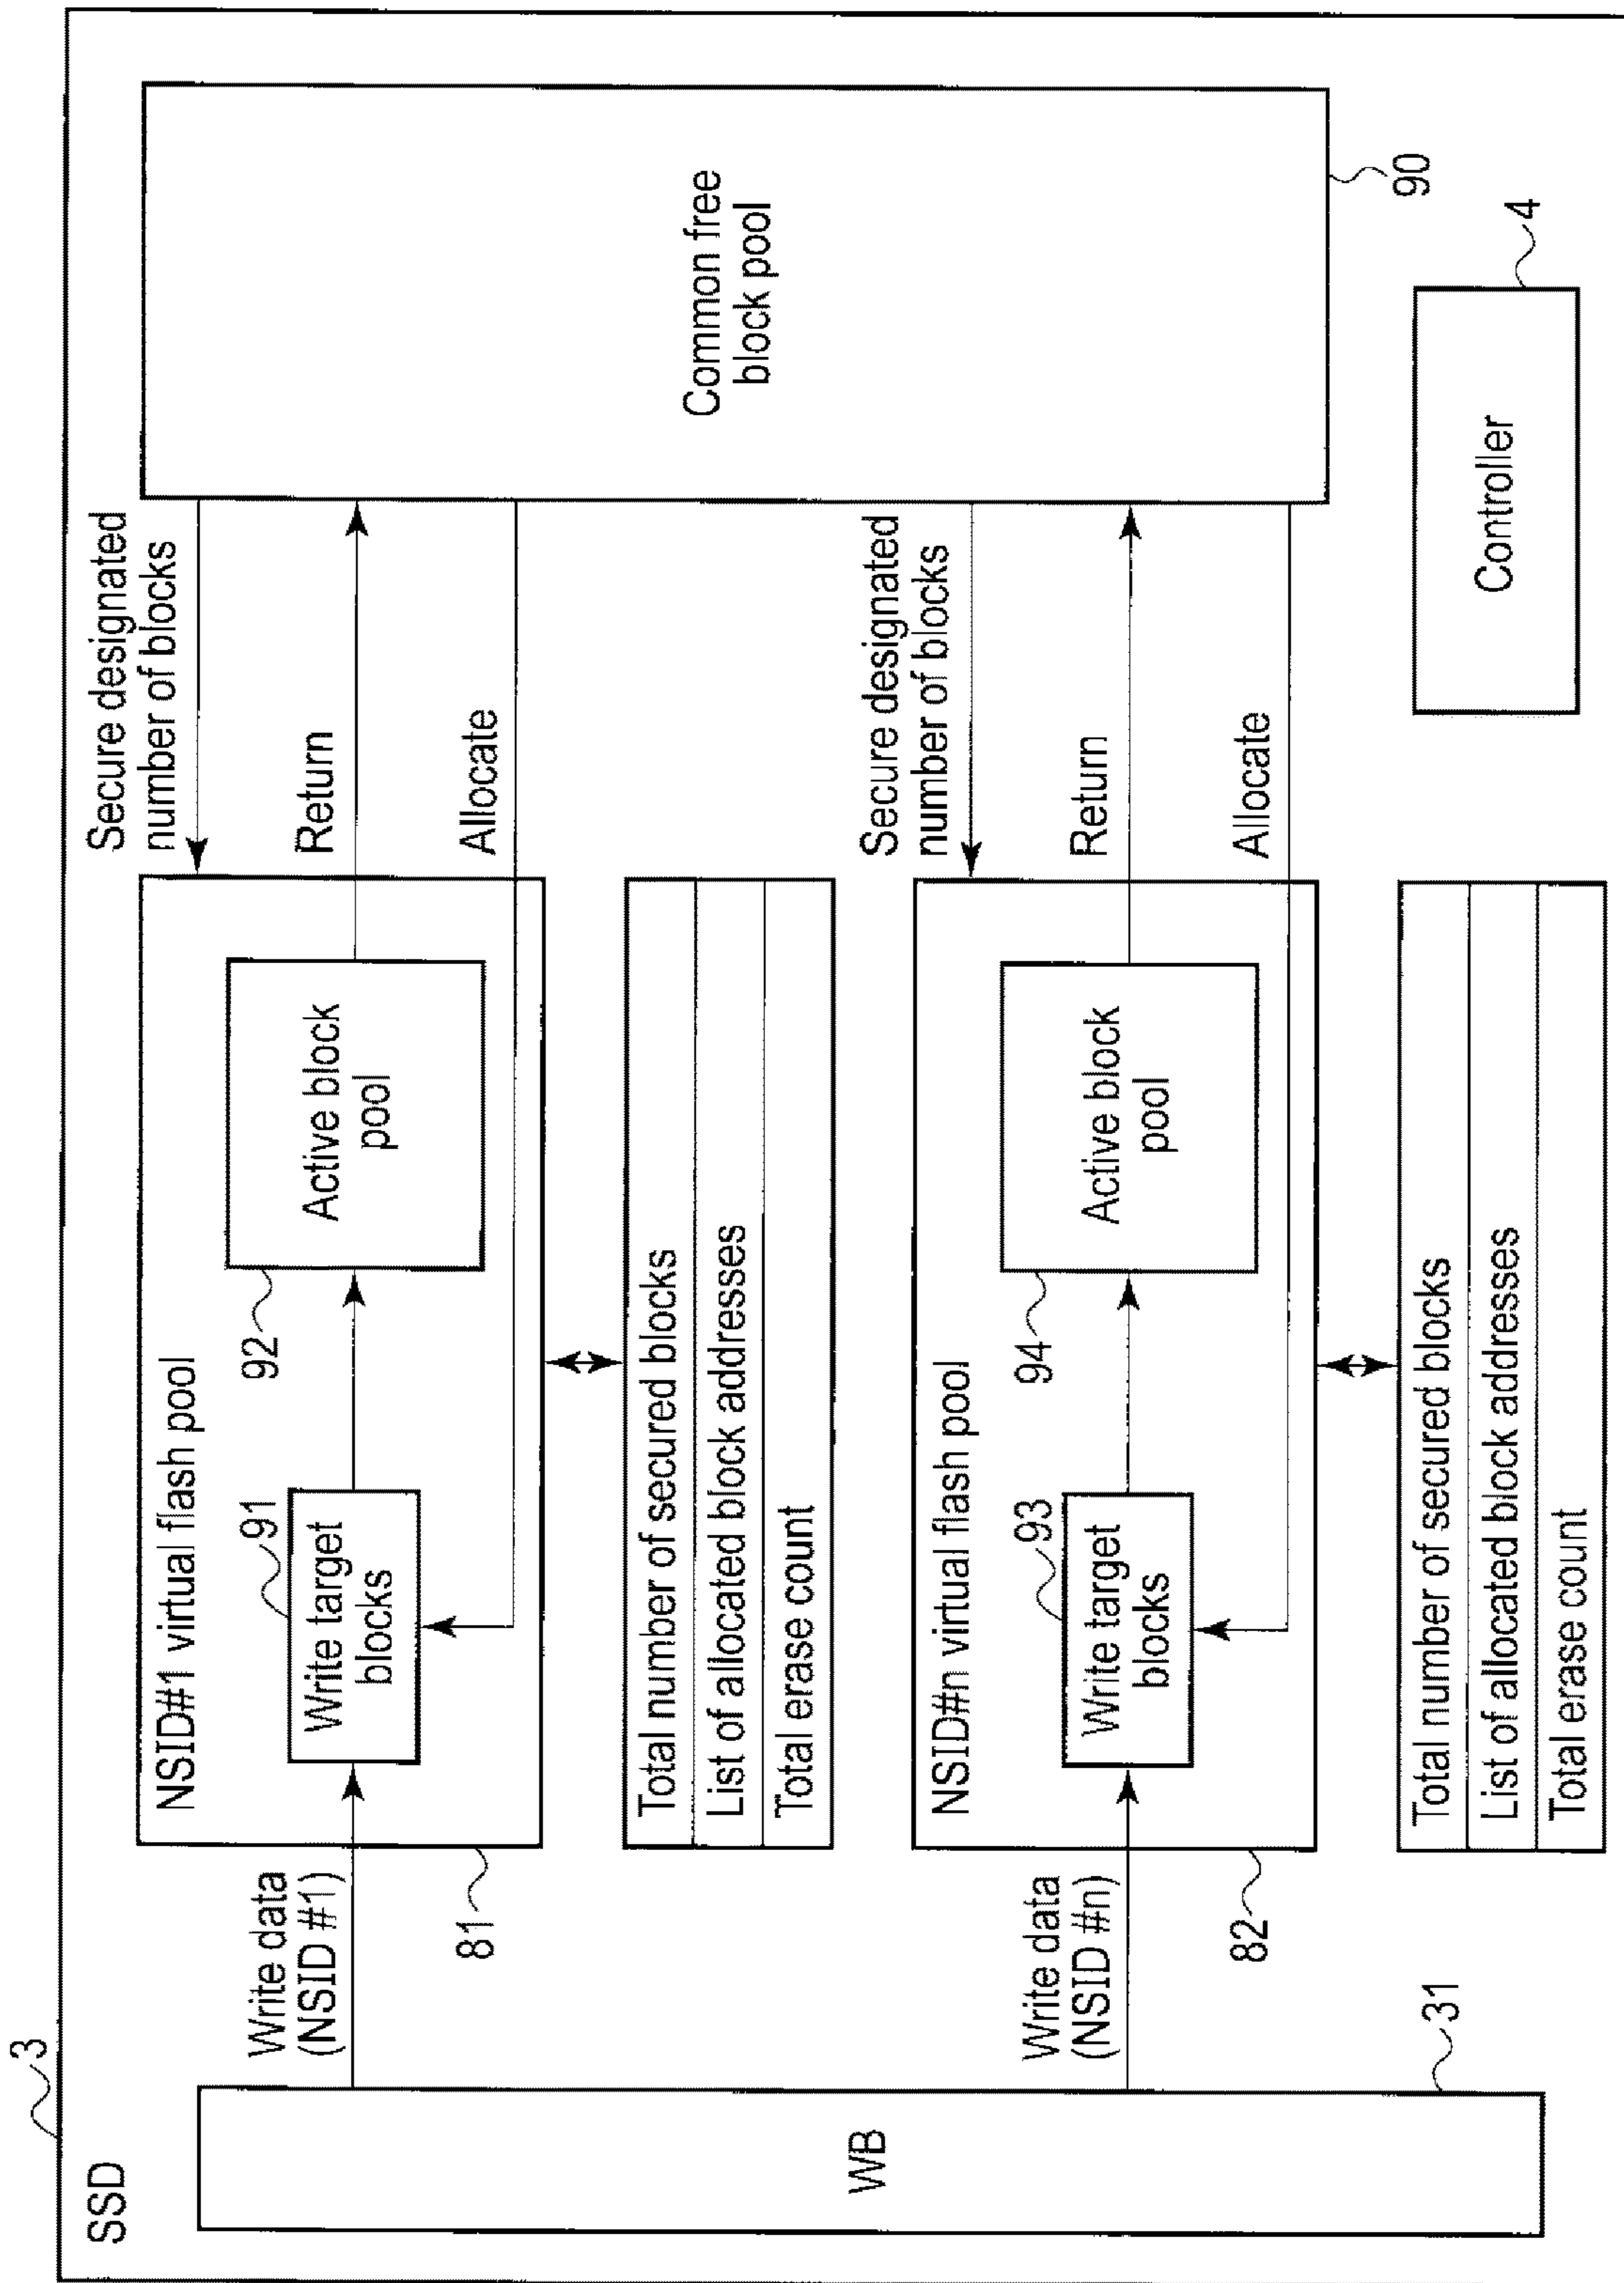 3
SSD
WB
31
Write data
(NSID #1)
81
NSID#1 virtual flash pool
91
Write target
blocks
92
Active block
pool
Secure designated
number of blocks
Return
Allocate
Total number of secured blocks
List of allocated block addresses
Total erase count
Common free
block pool
90
Write data
(NSID #n)
82
NSID#n virtual flash pool
93
Write target
blocks
94
Active block
pool
Secure designated
number of blocks
Return
Allocate
Total number of secured blocks
List of allocated block addresses
Total erase count
Controller
4